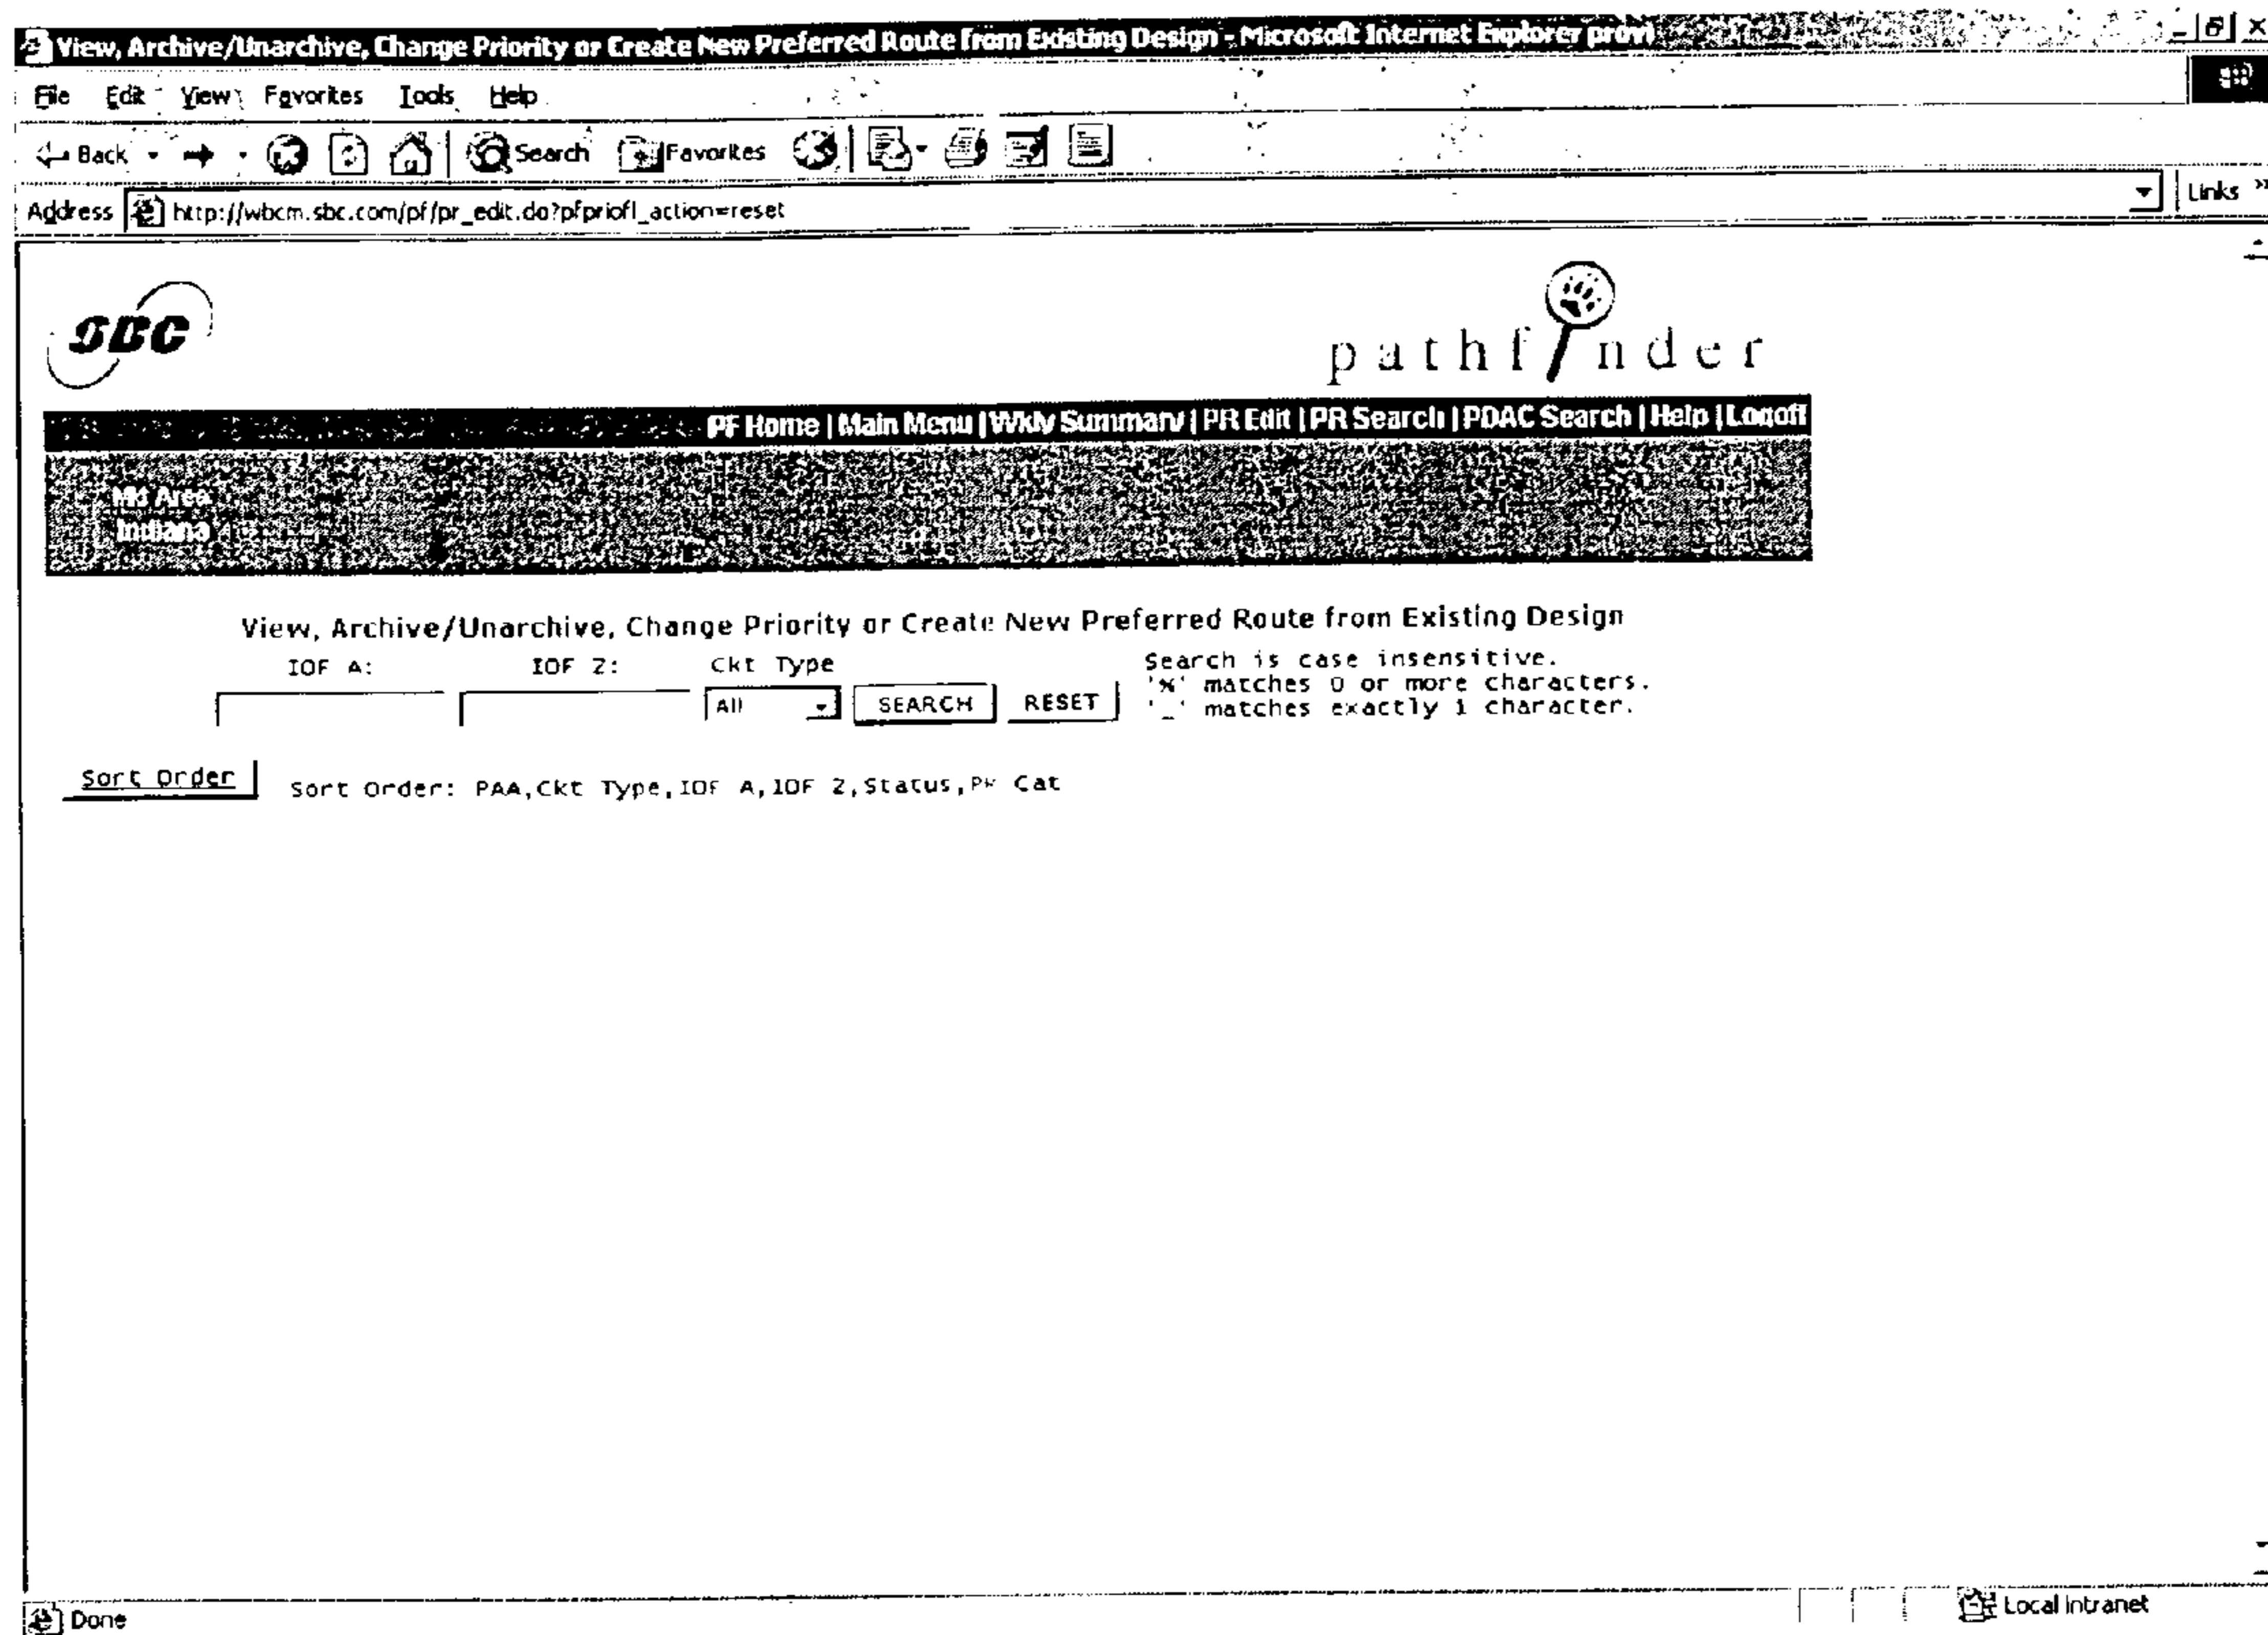 View, Archive/Unarchive, Change Priority or Create New Preferred Route from Existing Design - Microsoft Internet Explorer provi
File Edit View Favorites Tools Help
Back Search Favorites
Address http://wbcm.sbc.com/pf/pr_edit.do?pfpriofl_action=reset Links »
SBC
pathfinder
PF Home | Main Menu | Wkly Summary | PR Edit | PR Search | PDAC Search | Help | Logoff
Mkt Area
Indiana
View, Archive/Unarchive, Change Priority or Create New Preferred Route from Existing Design
IOF A: IOF Z: Ckt Type Search is case insensitive.
All SEARCH RESET '%' matches 0 or more characters.
'_' matches exactly 1 character.
Sort Order Sort Order: PAA,Ckt Type,IOF A,IOF Z,Status,PR Cat
Done Local intranet